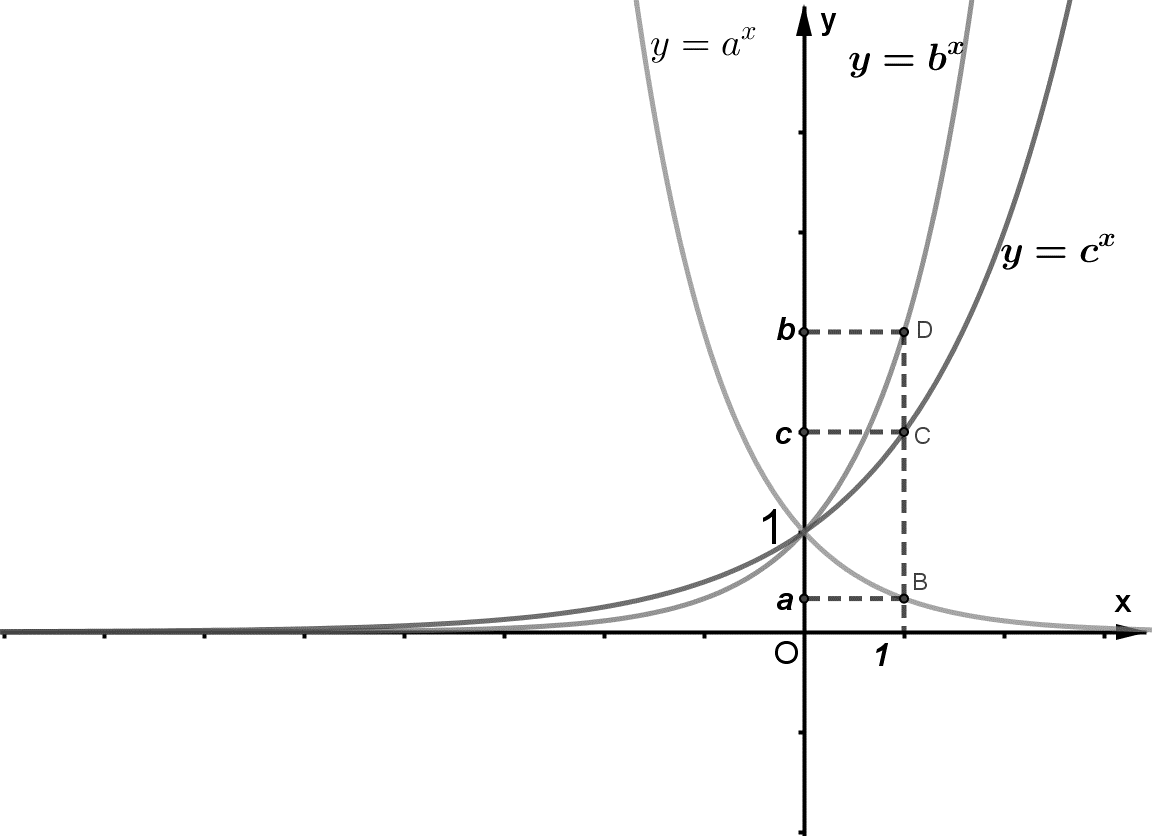 y
y = a^x
y = b^x
y = c^x
b
D
c
C
1
B
a
x
O
1